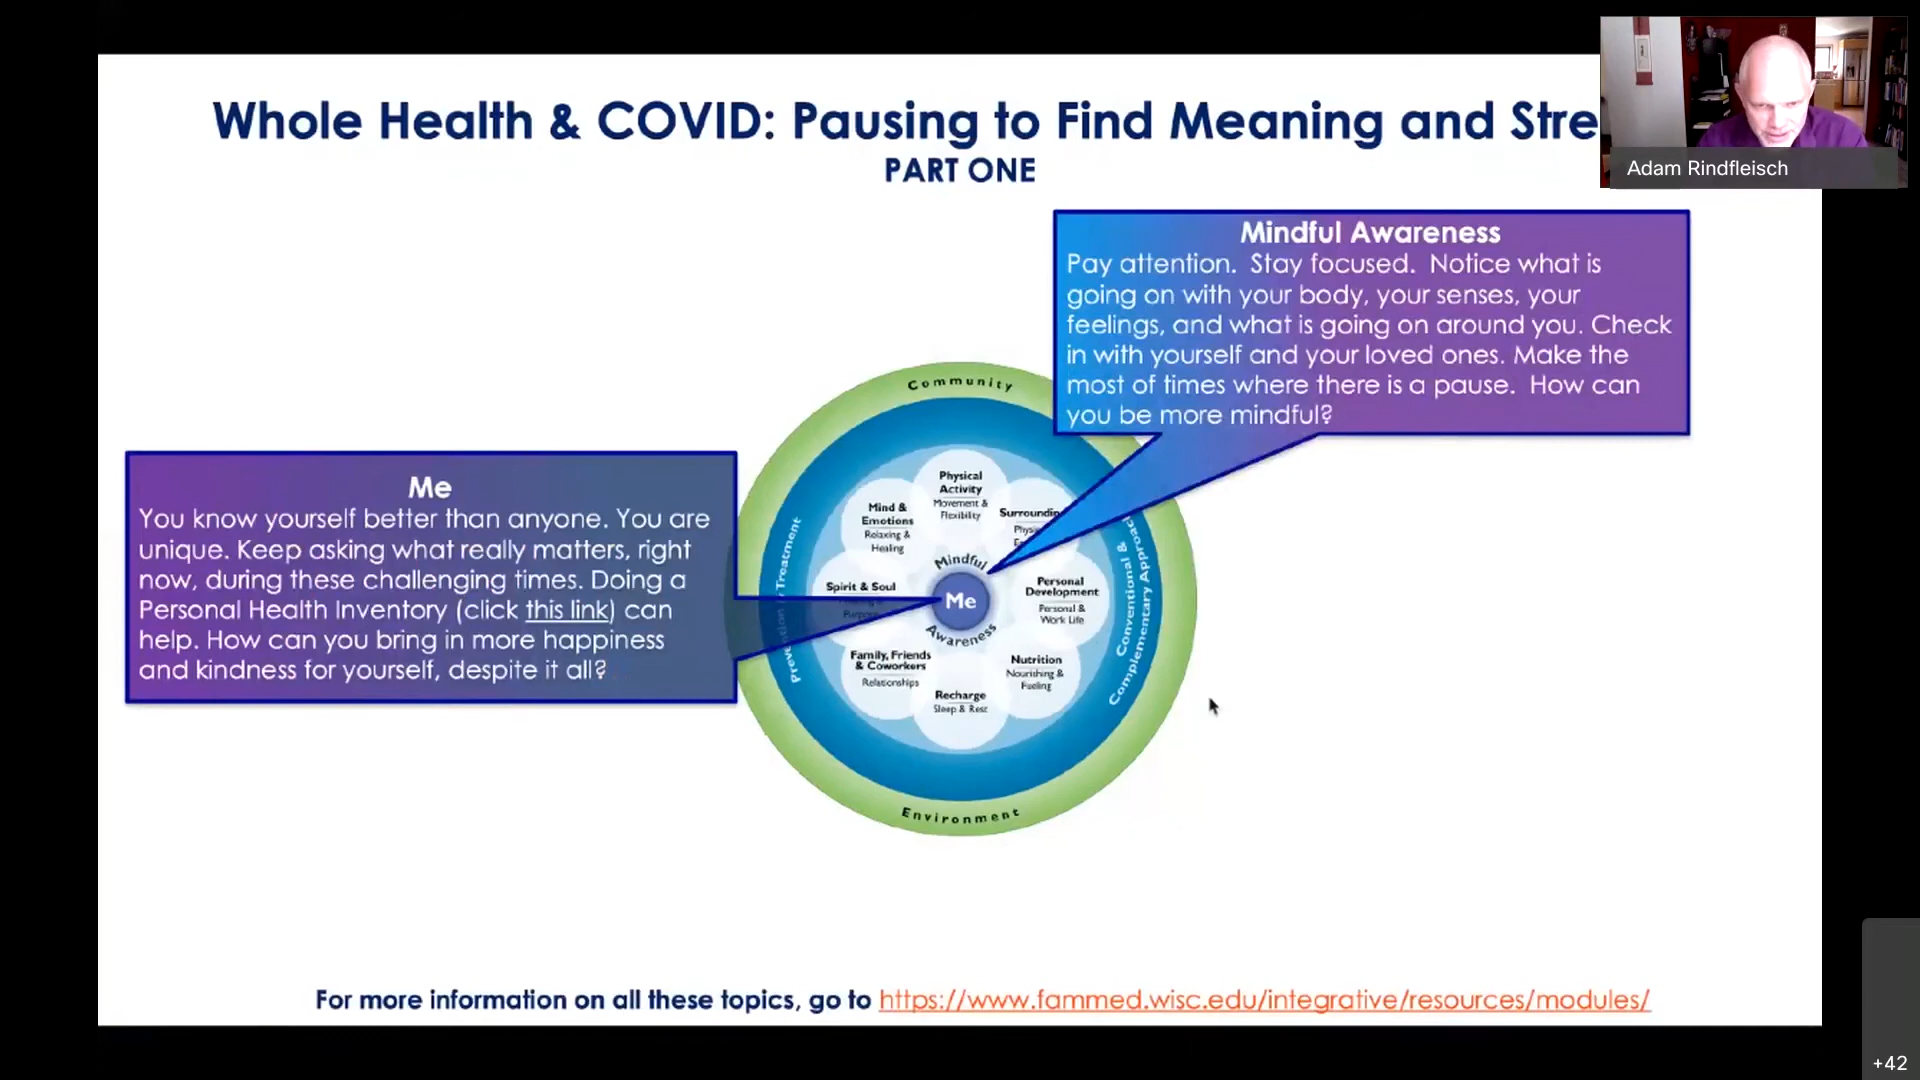 Whole Health & COVID: Pausing to Find Meaning and Stre
PART ONE
Adam Rindfleisch
Mindful Awareness
Pay attention. Stay focused. Notice what is
going on with your body, your senses, your
feelings, and what is going on around you. Check
in with yourself and your loved ones. Make the
most of times where there is a pause. How can
you be more mindful?
Me
You know yourself better than anyone. You are
unique. Keep asking what really matters, right
now, during these challenging times. Doing a
Personal Health Inventory (click this link) can
help. How can you bring in more happiness
and kindness for yourself, despite it all?
Community
Physical
Activity
Movement &
Flexibility
Mind &
Emotions
Relaxing &
Healing
Surroundin
Spirit & Soul
Mindful
Me
Awareness
Personal
Development
Personal &
Work Life
Family, Friends
& Coworkers
Relationships
Nutrition
Nourishing &
Fueling
Recharge
Sleep & Rest
Treatment
Conventional &
Complementary Approac
Environment
For more information on all these topics, go to https://www.fammed.wisc.edu/integrative/resources/modules/
+42